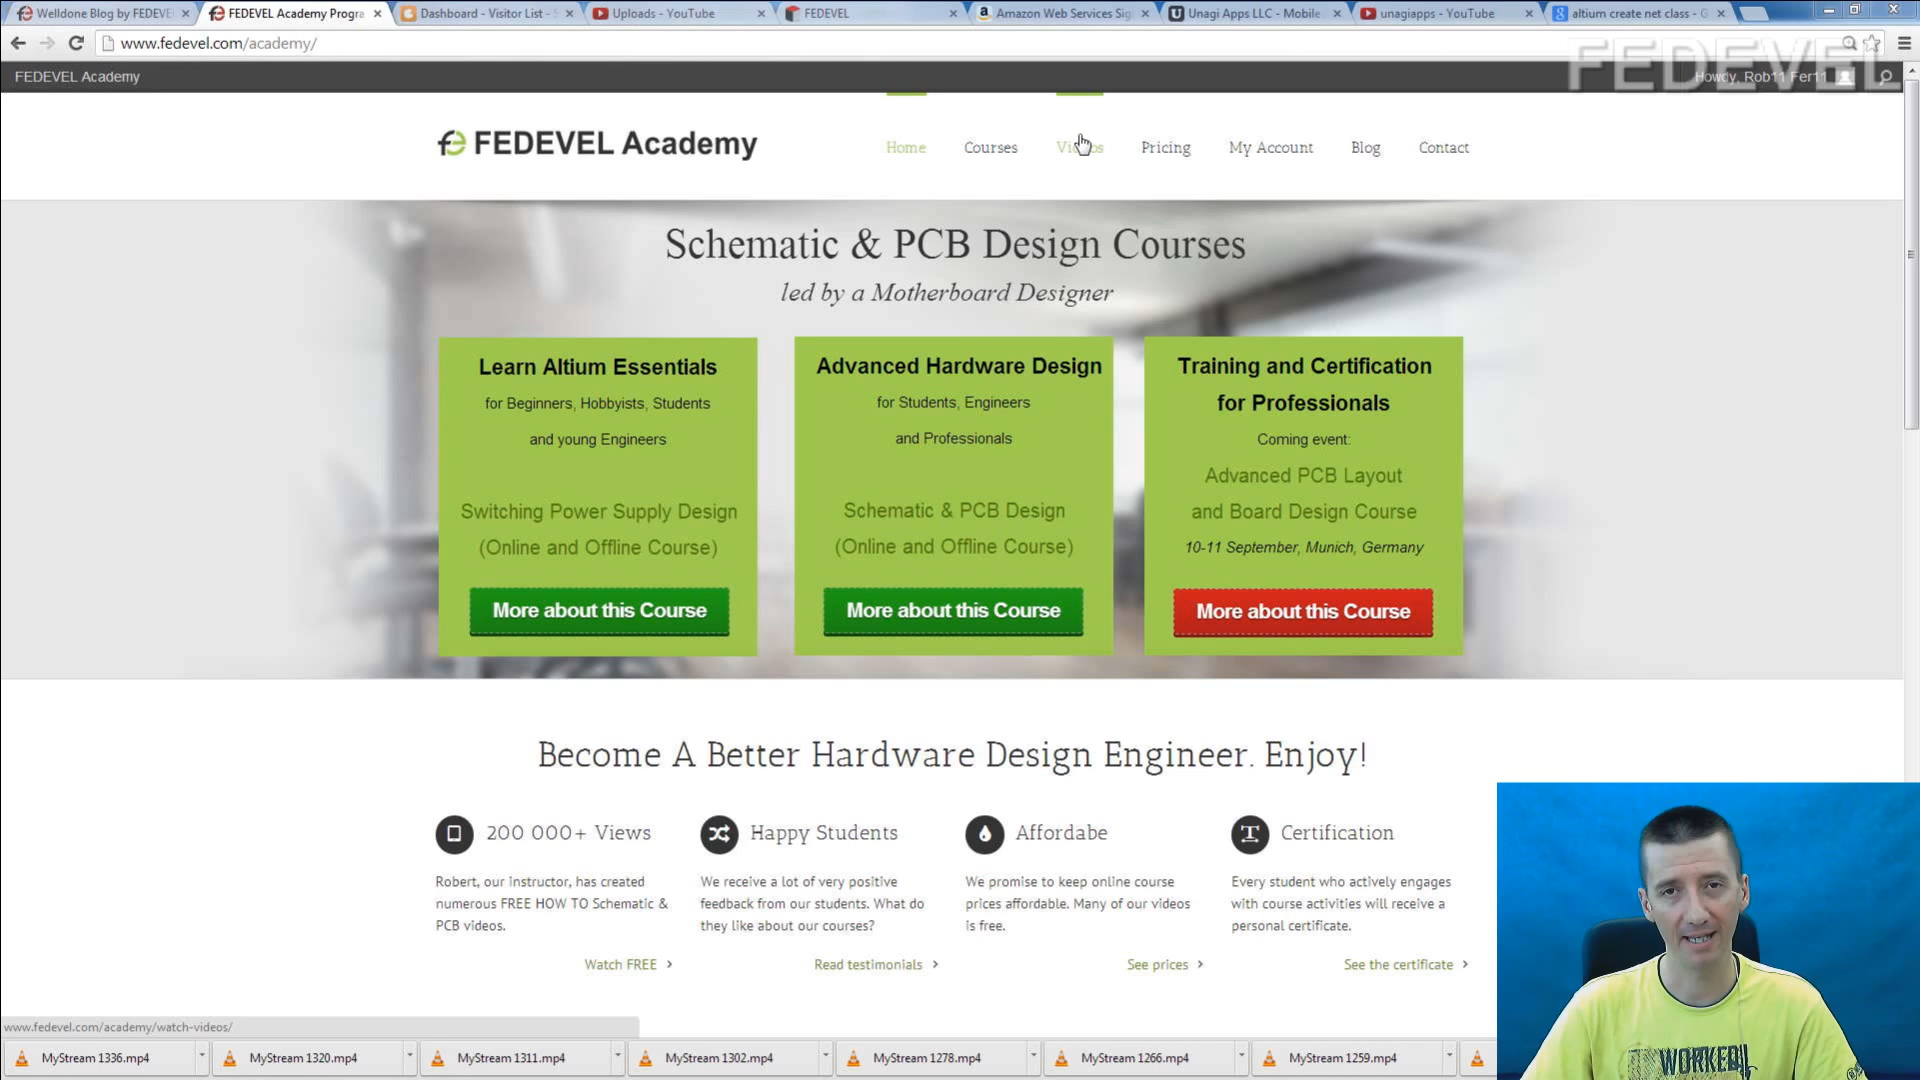 Welldone Blog by FEDEVE
FEDEVEL Academy Progra
Dashboard - Visitor List -
Uploads - YouTube
FEDEVEL
Amazon Web Services Sig
Unagi Apps LLC - Mobile
unagiapps - YouTube
altium create net class - G
www.fedevel.com/academy/
FEDEVEL
FEDEVEL Academy
Howdy, Rob11 Fer11
FEDEVEL Academy
Home
Courses
Videos
Pricing
My Account
Blog
Contact
Schematic & PCB Design Courses
led by a Motherboard Designer
Learn Altium Essentials
for Beginners, Hobbyists, Students
and young Engineers
Switching Power Supply Design
(Online and Offline Course)
More about this Course
Advanced Hardware Design
for Students, Engineers
and Professionals
Schematic & PCB Design
(Online and Offline Course)
More about this Course
Training and Certification
for Professionals
Coming event:
Advanced PCB Layout
and Board Design Course
10-11 September, Munich, Germany
More about this Course
Become A Better Hardware Design Engineer. Enjoy!
200 000+ Views
Robert, our instructor, has created
numerous FREE HOW TO Schematic &
PCB videos.
Watch FREE
Happy Students
We receive a lot of very positive
feedback from our students. What do
they like about our courses?
Read testimonials
Affordabe
We promise to keep online course
prices affordable. Many of our videos
is free.
See prices
Certification
Every student who actively engages
with course activities will receive a
personal certificate.
See the certificate
WORKED!
www.fedevel.com/academy/watch-videos/
MyStream 1336.mp4
MyStream 1320.mp4
MyStream 1311.mp4
MyStream 1302.mp4
MyStream 1278.mp4
MyStream 1266.mp4
MyStream 1259.mp4